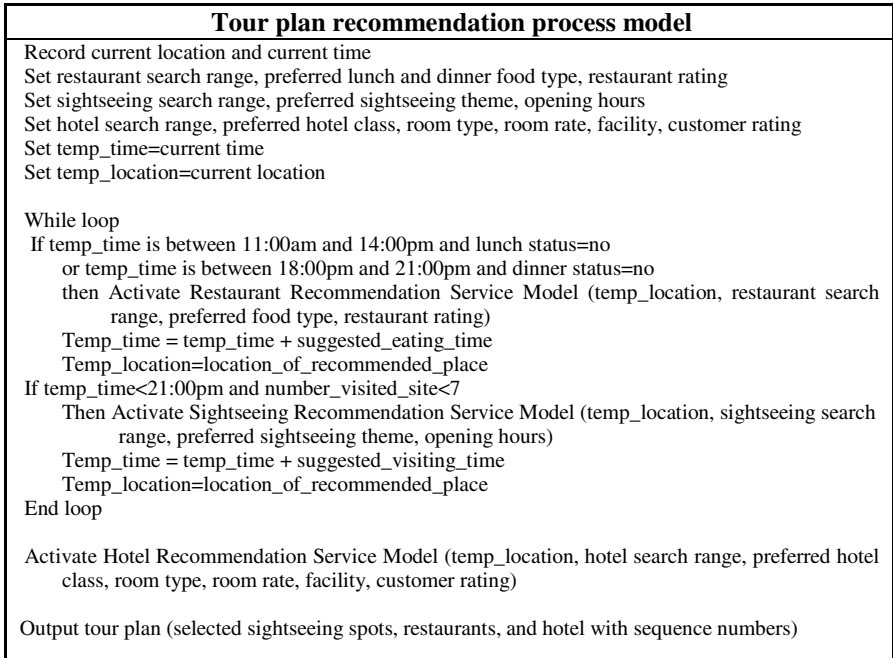 Tour plan recommendation process model
Record current location and current time
Set restaurant search range, preferred lunch and dinner food type, restaurant rating
Set sightseeing search range, preferred sightseeing theme, opening hours
Set hotel search range, preferred hotel class, room type, room rate, facility, customer rating
Set temp_time=current time
Set temp_location=current location
While loop
If temp_time is between 11:00am and 14:00pm and lunch status=no
or temp_time is between 18:00pm and 21:00pm and dinner status=no
then Activate Restaurant Recommendation Service Model (temp_location, restaurant search
range, preferred food type, restaurant rating)
Temp_time = temp_time + suggested_eating_time
Temp_location=location_of_recommended_place
If temp_time<21:00pm and number_visited_site<7
Then Activate Sightseeing Recommendation Service Model (temp_location, sightseeing search
range, preferred sightseeing theme, opening hours)
Temp_time = temp_time + suggested_visiting_time
Temp_location=location_of_recommended_place
End loop
Activate Hotel Recommendation Service Model (temp_location, hotel search range, preferred hotel
class, room type, room rate, facility, customer rating)
Output tour plan (selected sightseeing spots, restaurants, and hotel with sequence numbers)